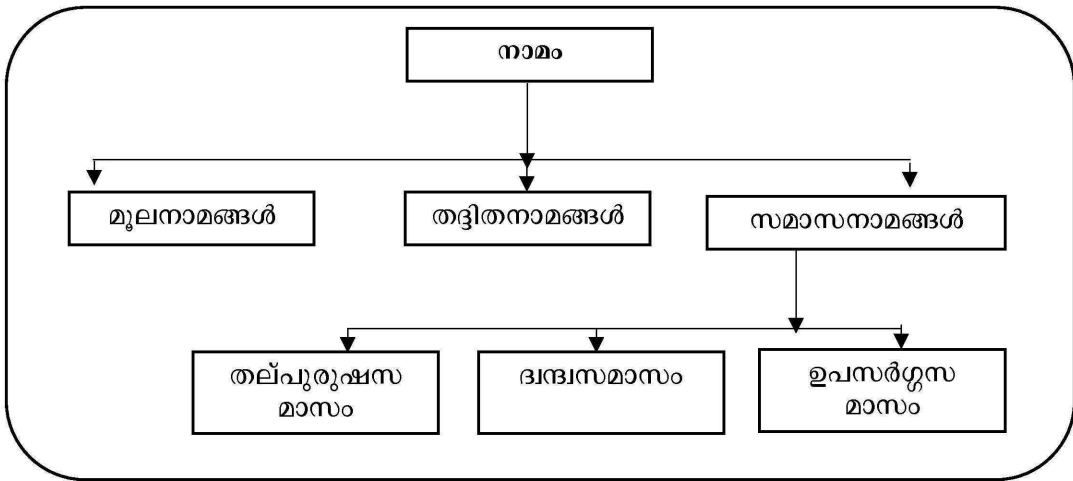 നാമം
മൂലനാമങ്ങൾ
തദ്ദിതനാമങ്ങൾ
സമാസനാമങ്ങൾ
തല്പുരുഷസ
മാസം
ദ്വന്ദ്വസമാസം
ഉപസർഗ്ഗസ
മാസം